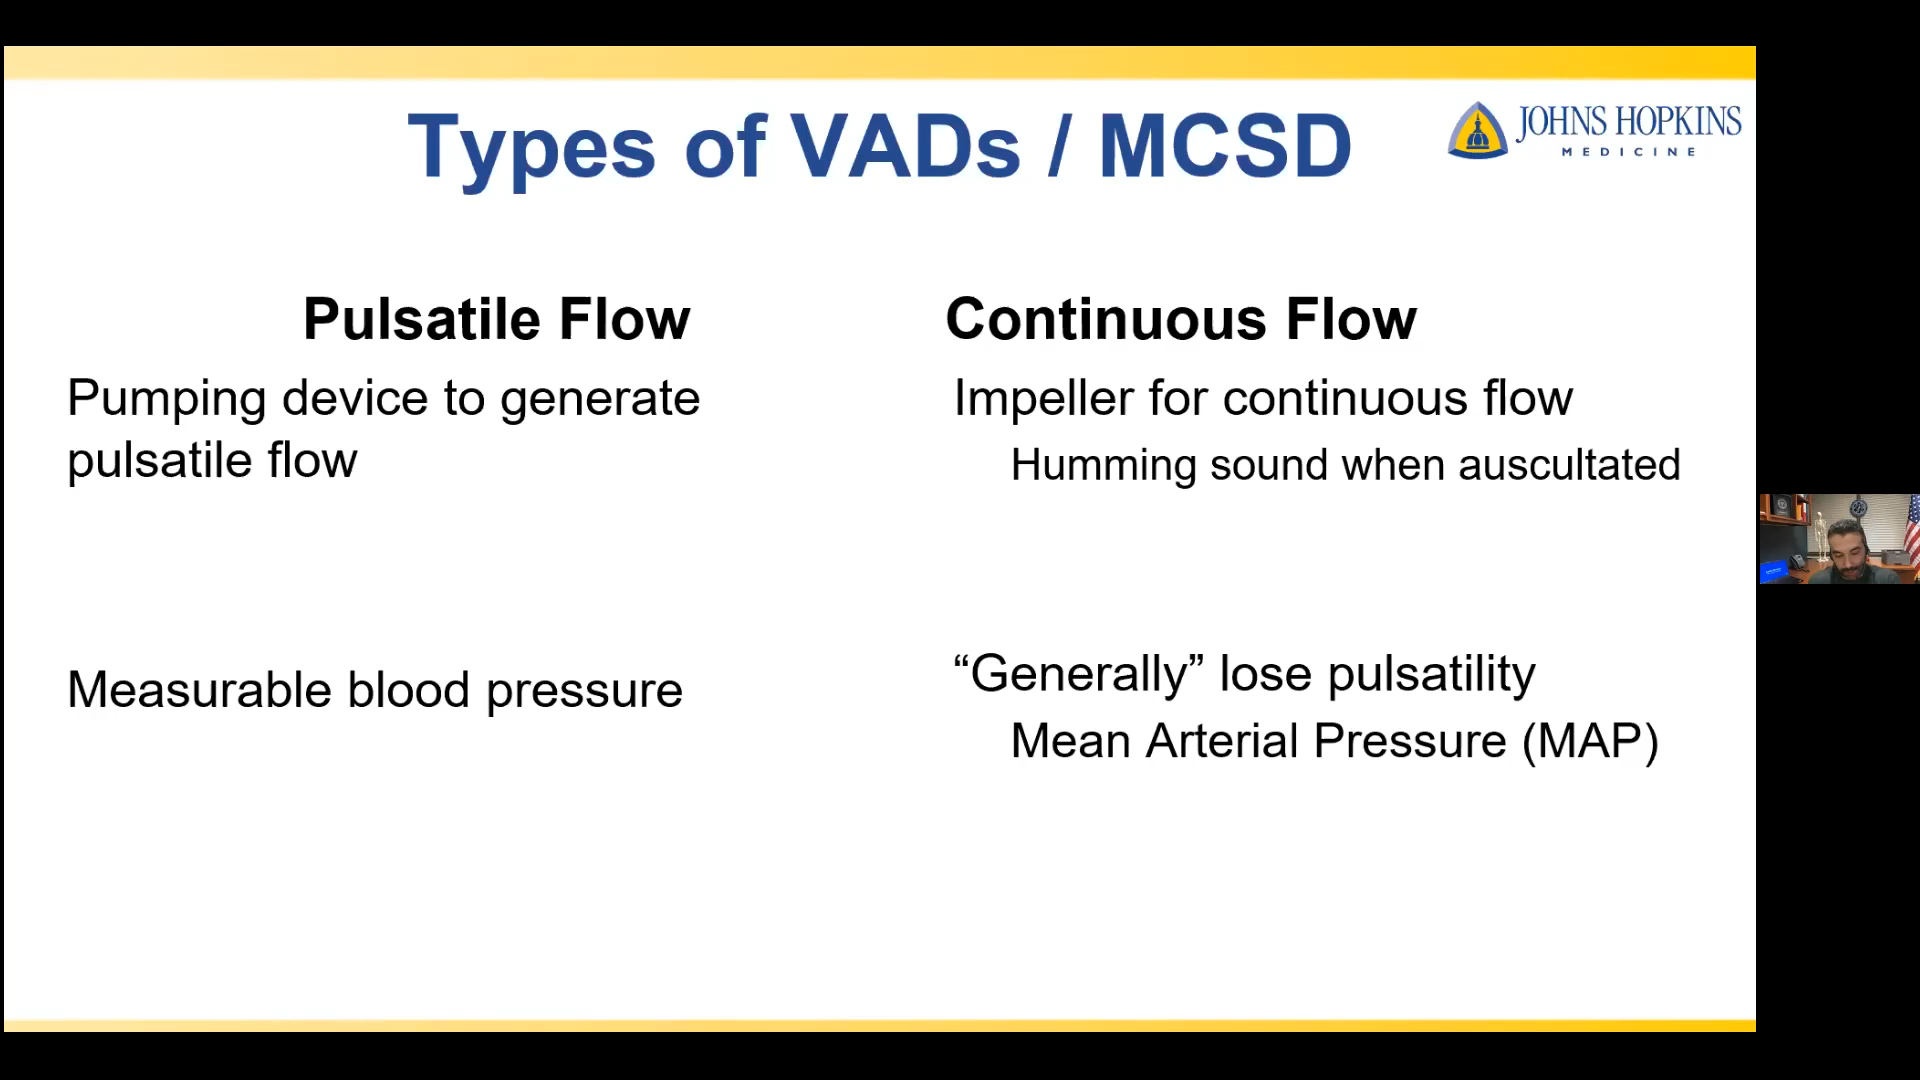 Types of VADs / MCSD
JOHNS HOPKINS
MEDICINE
Pulsatile Flow
Pumping device to generate
pulsatile flow
Measurable blood pressure
Continuous Flow
Impeller for continuous flow
Humming sound when auscultated
“Generally” lose pulsatility
Mean Arterial Pressure (MAP)